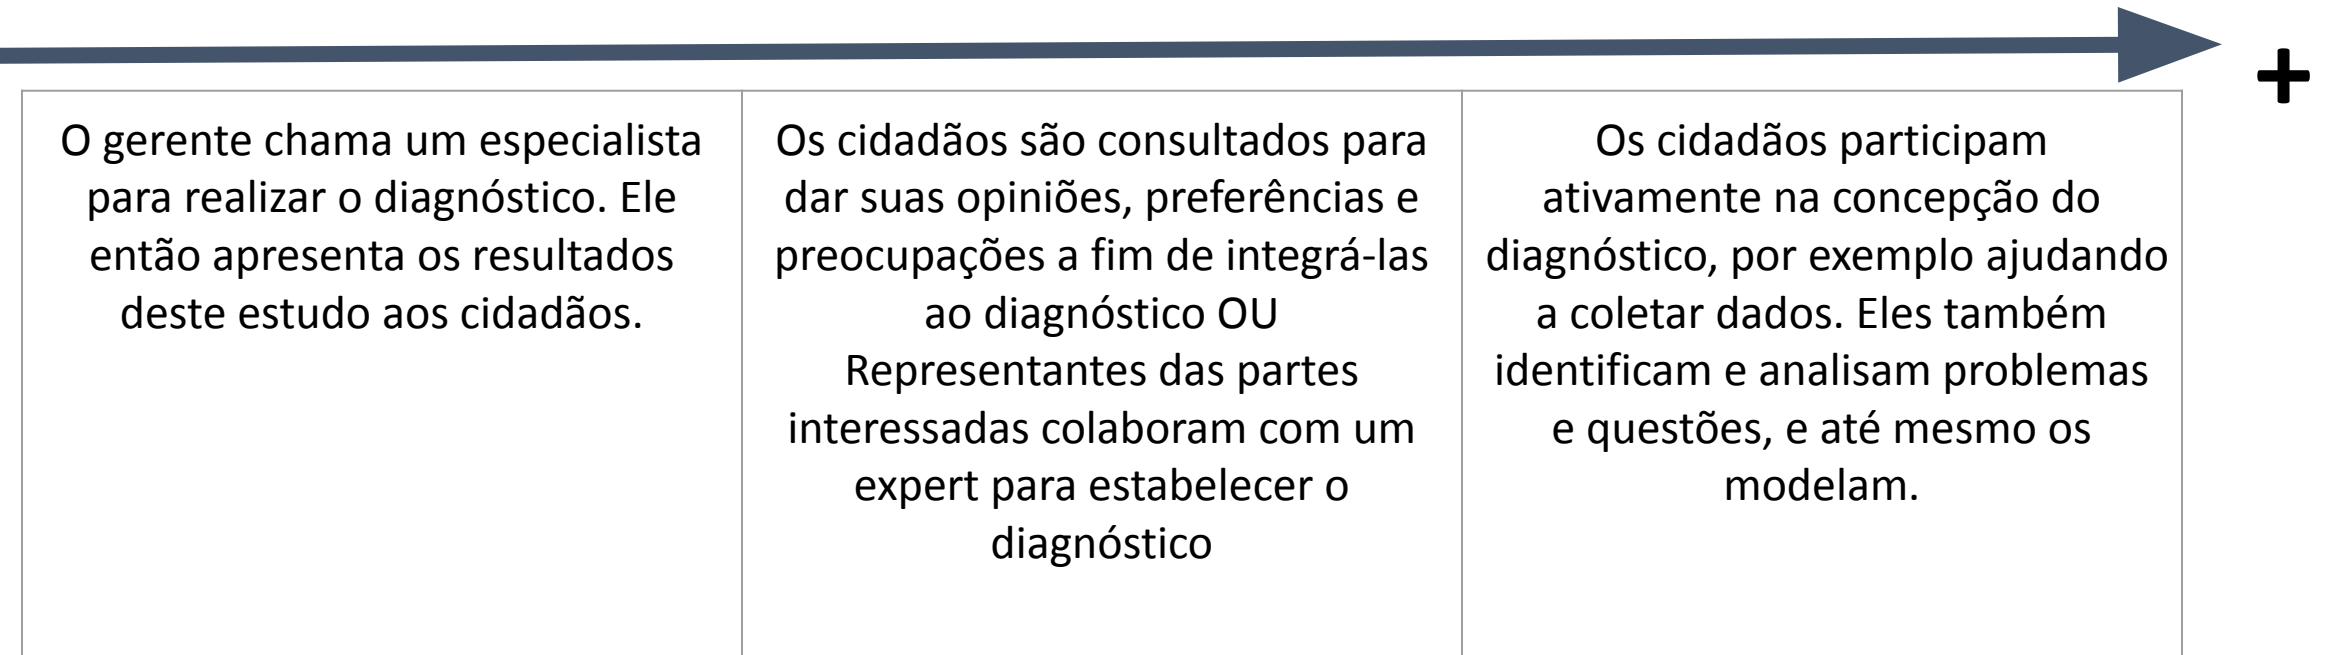 +
O gerente chama um especialista
para realizar o diagnóstico. Ele
então apresenta os resultados
deste estudo aos cidadãos.
Os cidadãos são consultados para
dar suas opiniões, preferências e
preocupações a fim de integrá-las
ao diagnóstico OU
Representantes das partes
interessadas colaboram com um
expert para estabelecer o
diagnóstico
Os cidadãos participam
ativamente na concepção do
diagnóstico, por exemplo ajudando
a coletar dados. Eles também
identificam e analisam problemas
e questões, e até mesmo os
modelam.